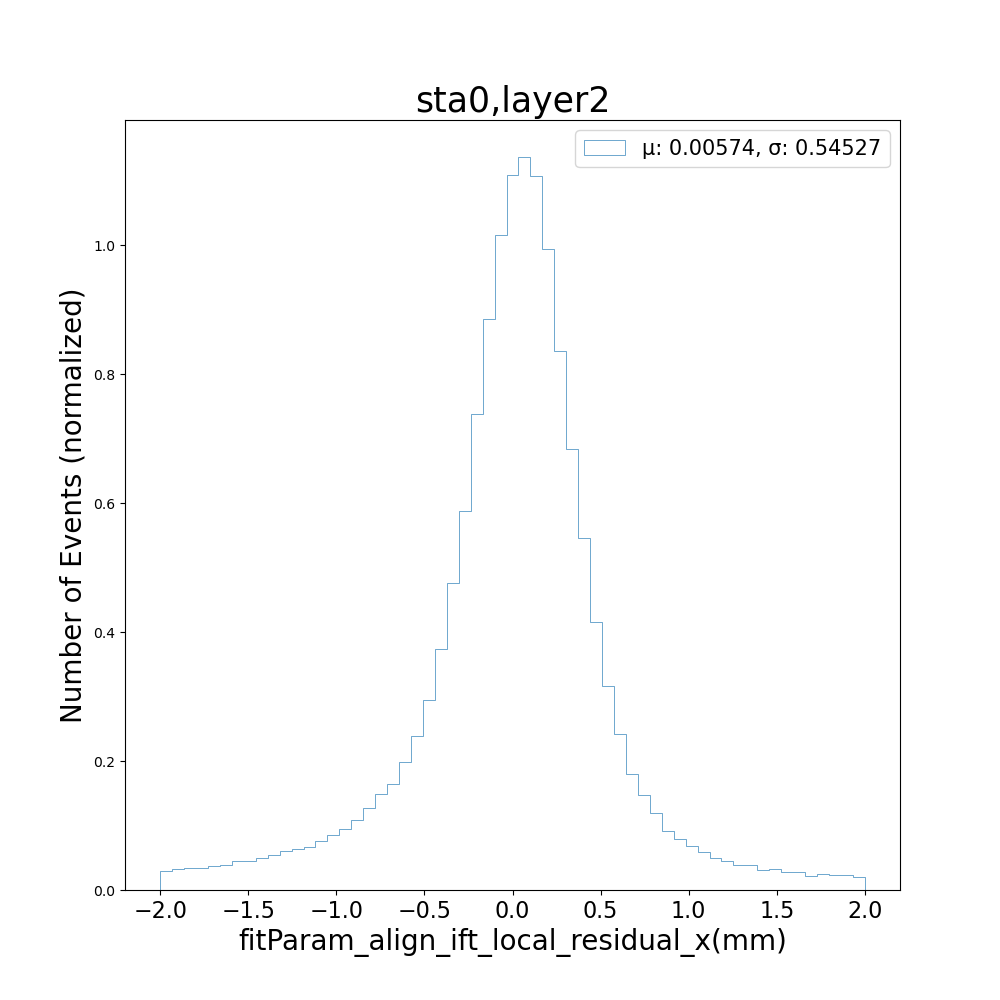 sta0,layer2
μ: 0.00574, σ: 0.54527
Number of Events (normalized)
1.0
0.8
0.6
0.4
0.2
0.0
−2.0 −1.5 −1.0 −0.5 0.0 0.5 1.0 1.5 2.0
fitParam_align_ift_local_residual_x(mm)